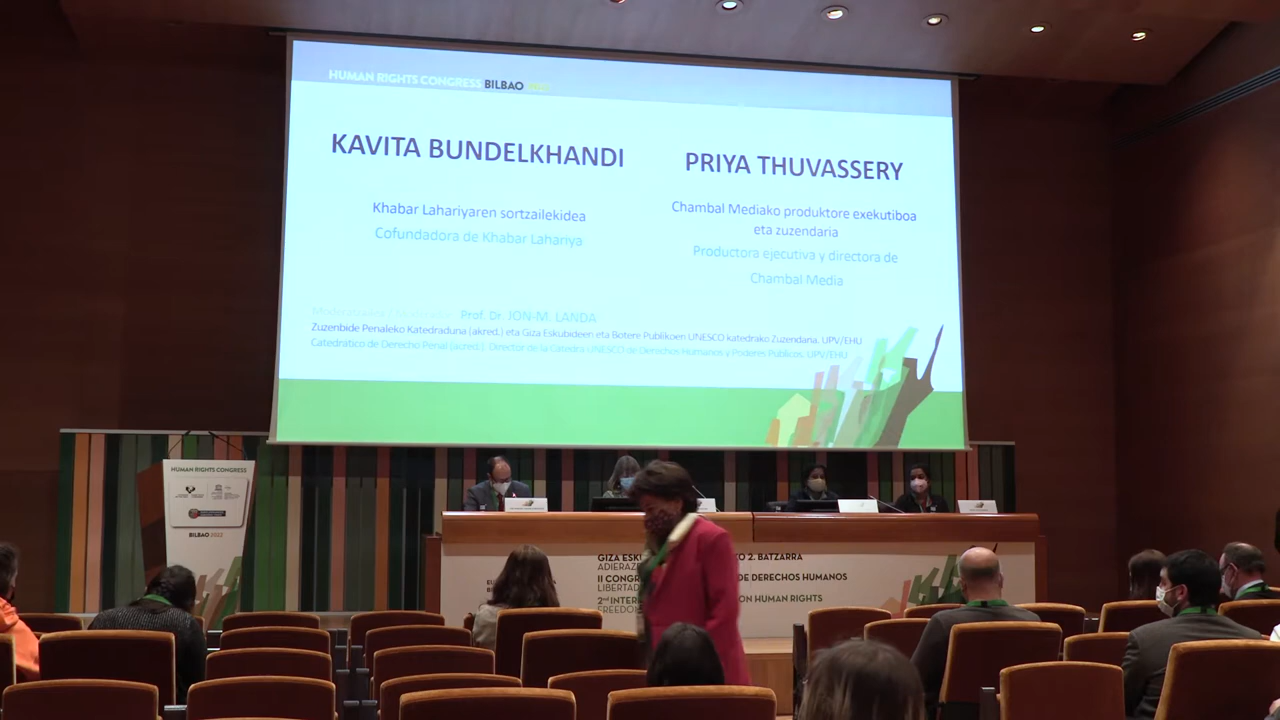 HUMAN RIGHTS CONGRESS BILBAO
KAVITA BUNDELKHANDI
Khabar Lahariyaren sortzailekidea
Cofundadora de Khabar Lahariya
PRIYA THUVASSERY
Chambal Mediako produktore exekutiboa
eta zuzendaria
Productora ejecutiva y directora de
Chambal Media
Prof. Dr. JON-M. LANDA
Zuzenbide Penaleko Katedraduna (akred.) eta Giza Eskubideen eta Botere Publikoen UNESCO katedrako Zuzendaria. UPV/EHU
Catedrático de Derecho Penal (acred.). Director de la Cátedra UNESCO de Derechos Humanos y Poderes Públicos. UPV/EHU
HUMAN RIGHTS CONGRESS
BILBAO 2022
GIZA ESK KO 2. BATZARRA
ADIERAZ
II CONGR DE DERECHOS HUMANOS
LIBERTAD
2nd INTER ON HUMAN RIGHTS
FREEDO